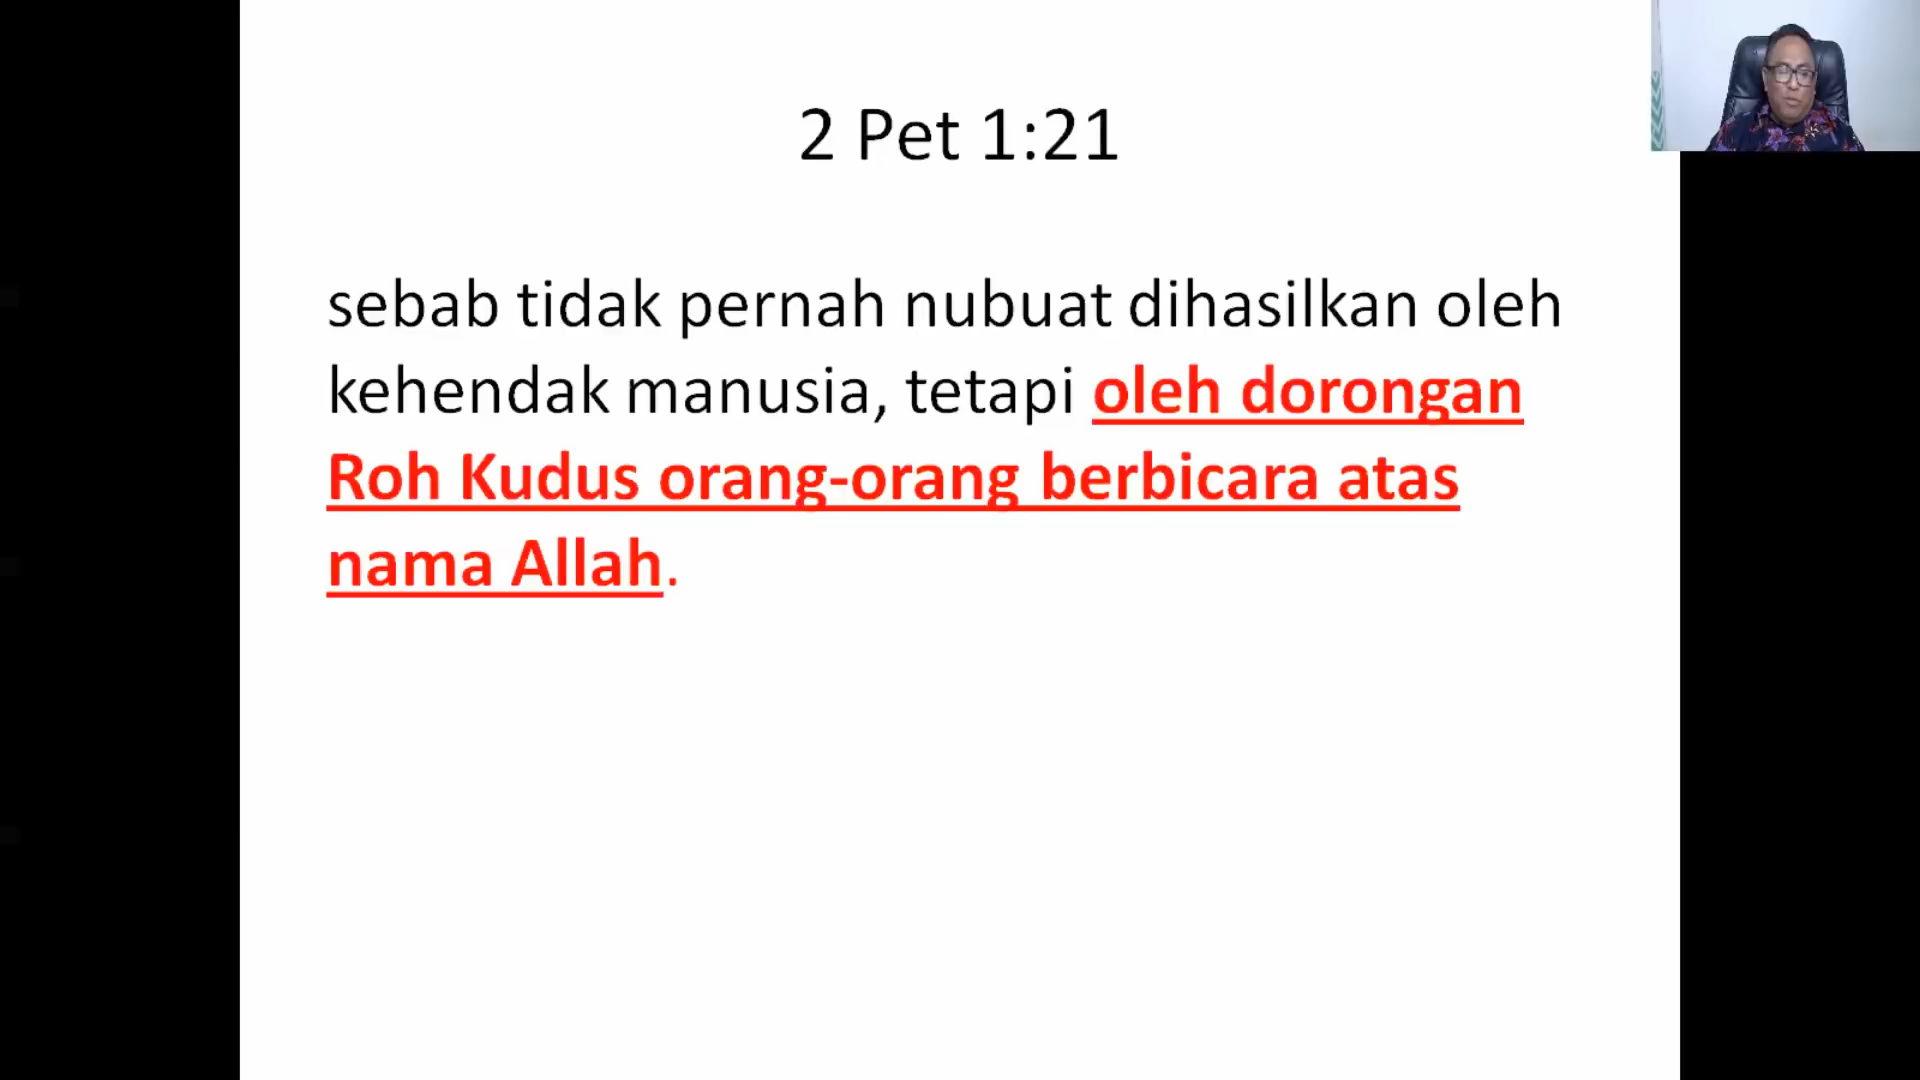 2 Pet 1:21
sebab tidak pernah nubuat dihasilkan oleh
kehendak manusia, tetapi oleh dorongan
Roh Kudus orang-orang berbicara atas
nama Allah.